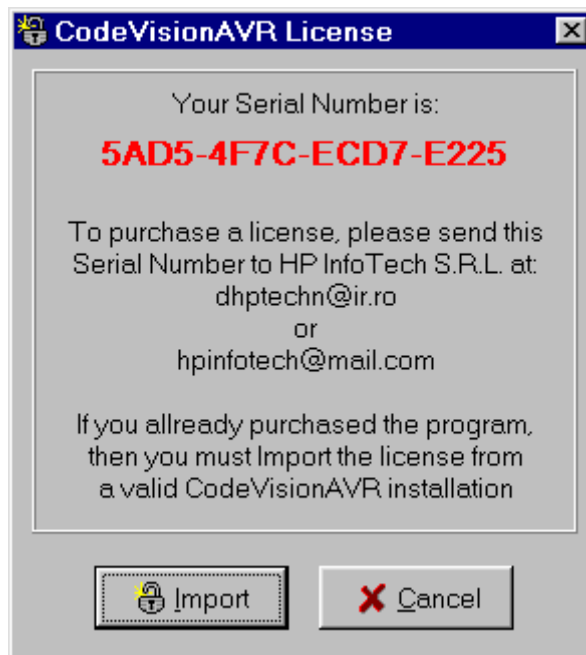 CodeVisionAVR License
Your Serial Number is:
5AD5-4F7C-ECD7-E225
To purchase a license, please send this
Serial Number to HP InfoTech S.R.L. at:
dhptechn@ir.ro
or
hpinfotech@mail.com
If you allready purchased the program,
then you must Import the license from
a valid CodeVisionAVR installation
Import
Cancel